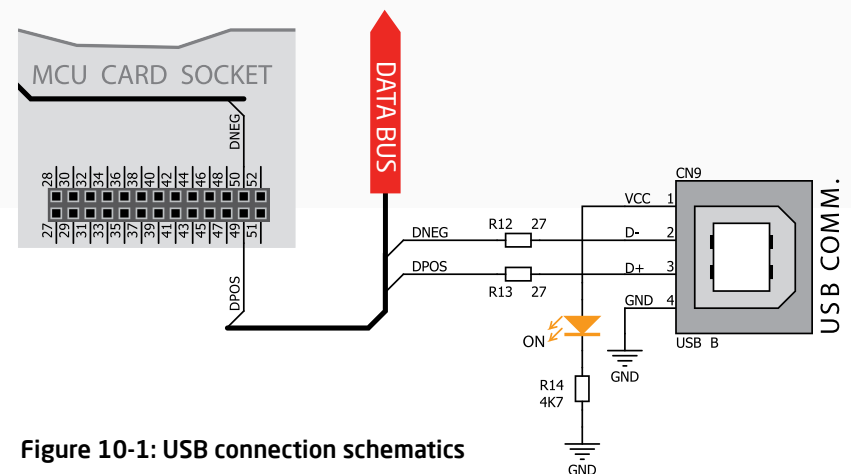 MCU CARD SOCKET
DATA BUS
DNEG
28 30 32 34 36 38 40 42 44 46 48 50 52
27 29 31 33 35 37 39 41 43 45 47 49 51
DPOS
DNEG
R12 27
DPOS
R13 27
CN9
VCC 1
D- 2
D+ 3
GND 4
USB B
USB COMM.
ON
GND
R14
4K7
GND
Figure 10-1: USB connection schematics